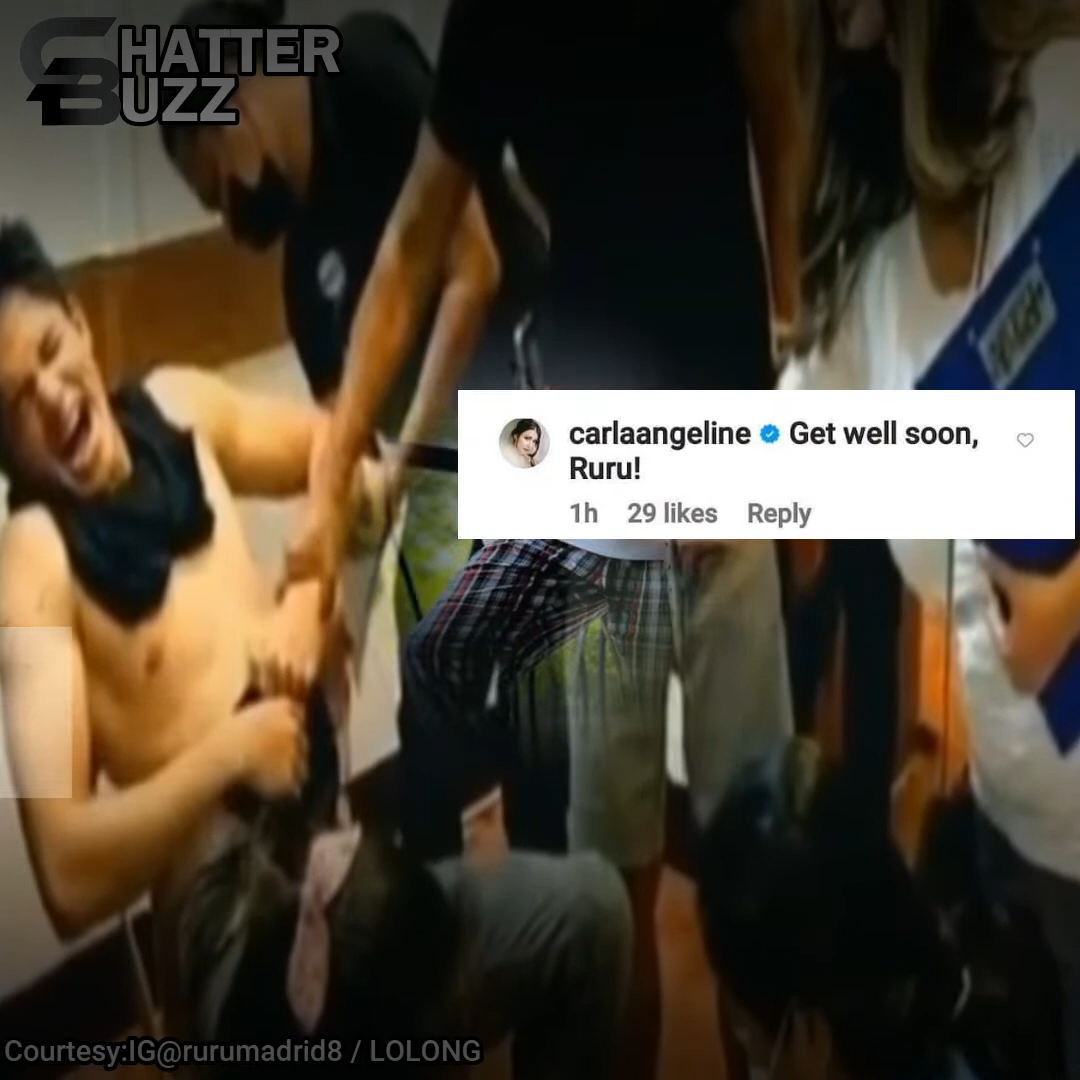 CHATTER
BUZZ
carlaangeline Get well soon,
Ruru!
1h 29 likes Reply
Courtesy:IG@rurumadrid8 / LOLONG